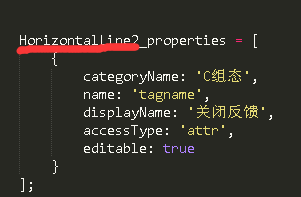 HorizontalLine2_properties = [
{
categoryName: 'C组态',
name: 'tagname',
displayName: '关闭反馈',
accessType: 'attr',
editable: true
}
];